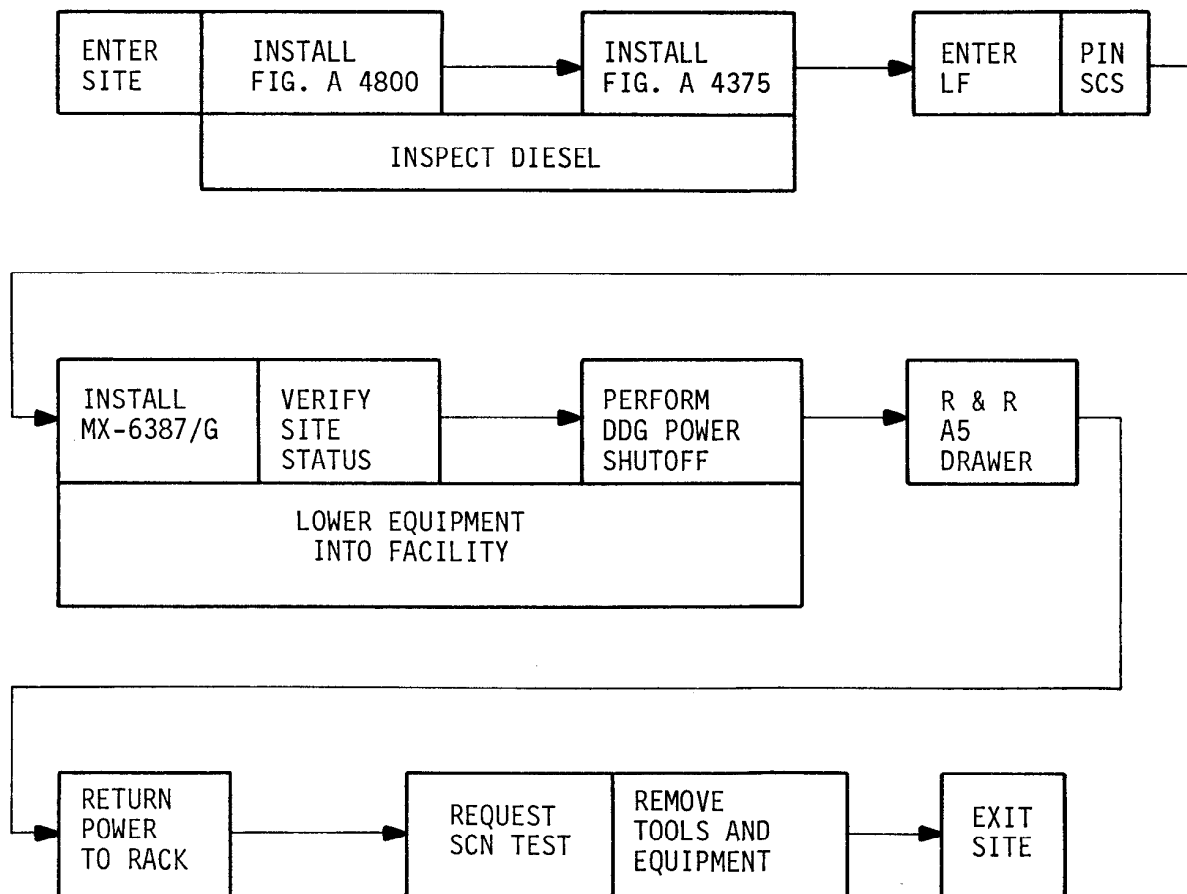 ENTER
SITE
INSTALL
FIG. A 4800
INSTALL
FIG. A 4375
ENTER
LF
PIN
SCS
INSPECT DIESEL
INSTALL
MX-6387/G
VERIFY
SITE
STATUS
PERFORM
DDG POWER
SHUTOFF
R & R
A5
DRAWER
LOWER EQUIPMENT
INTO FACILITY
RETURN
POWER
TO RACK
REQUEST
SCN TEST
REMOVE
TOOLS AND
EQUIPMENT
EXIT
SITE